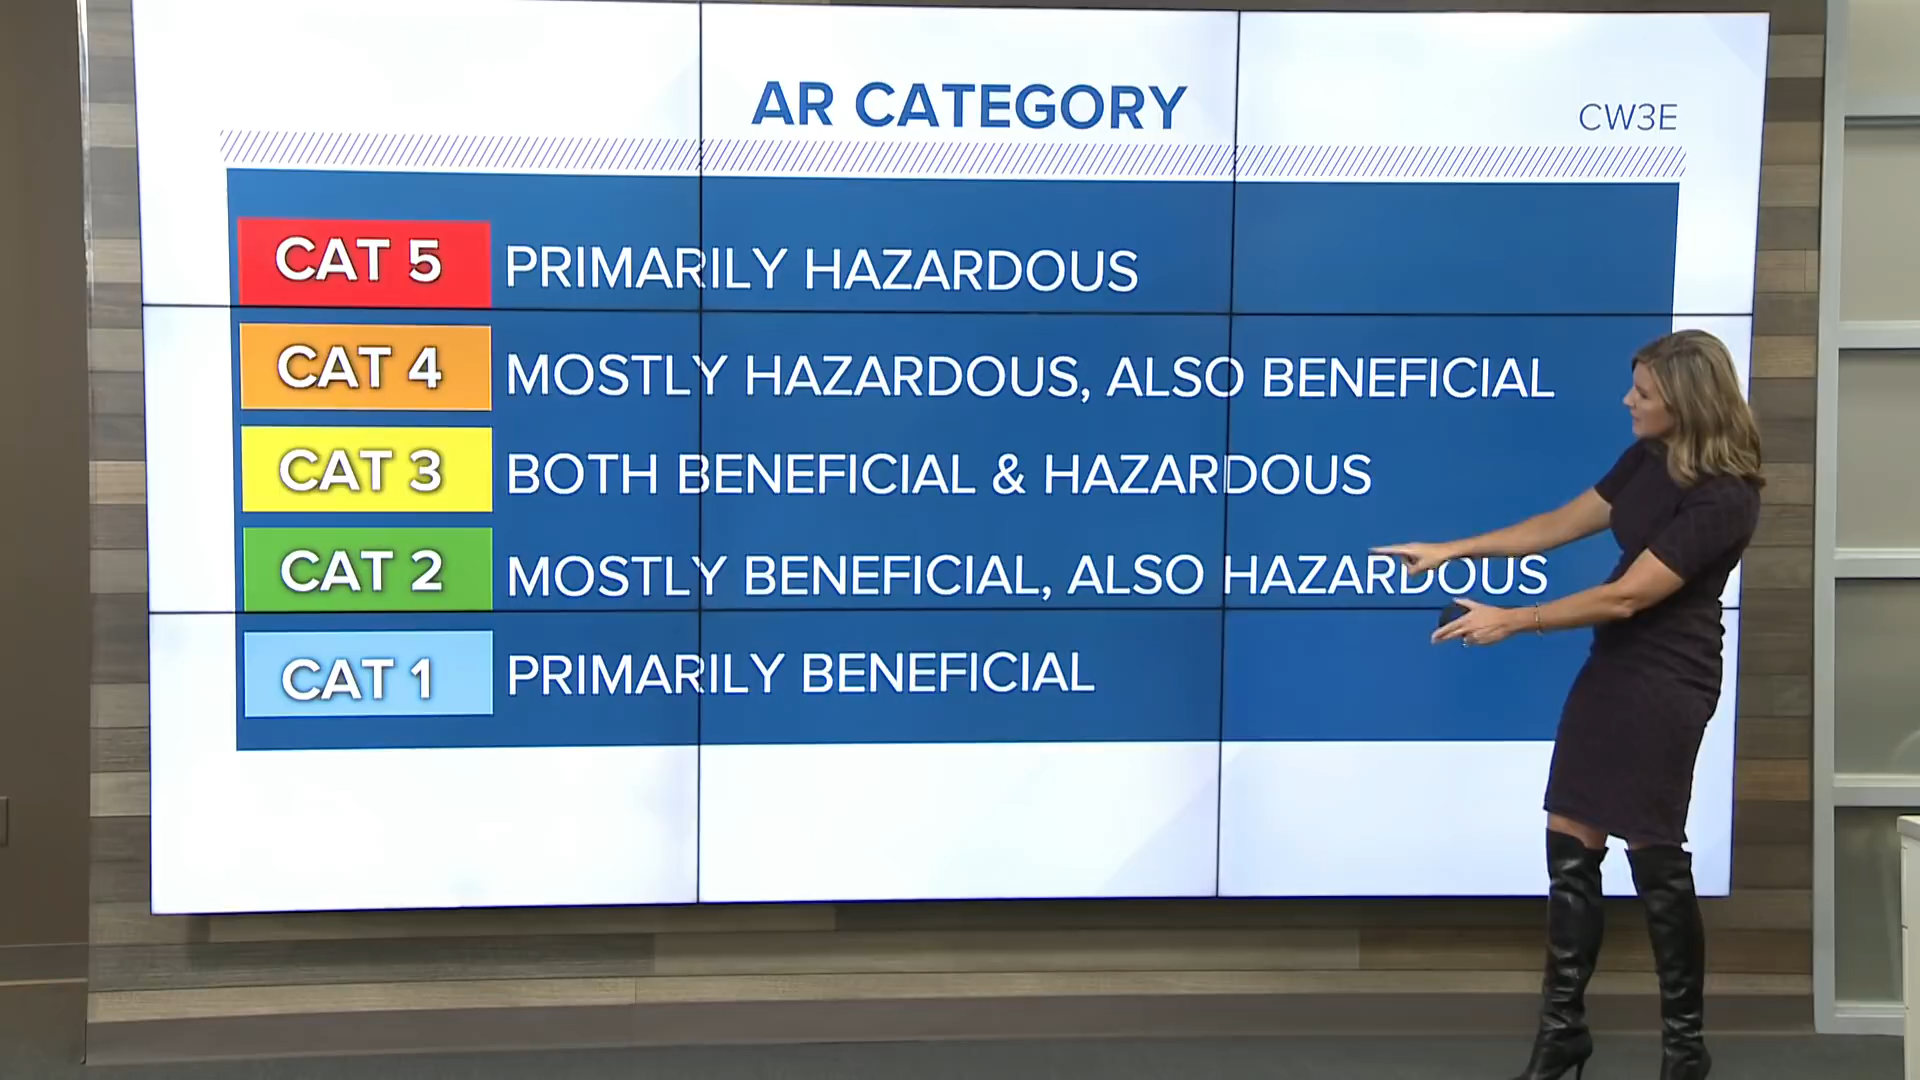 AR CATEGORY
CW3E
CAT 5 PRIMARILY HAZARDOUS
CAT 4 MOSTLY HAZARDOUS, ALSO BENEFICIAL
CAT 3 BOTH BENEFICIAL & HAZARDOUS
CAT 2 MOSTLY BENEFICIAL, ALSO HAZARDOUS
CAT 1 PRIMARILY BENEFICIAL